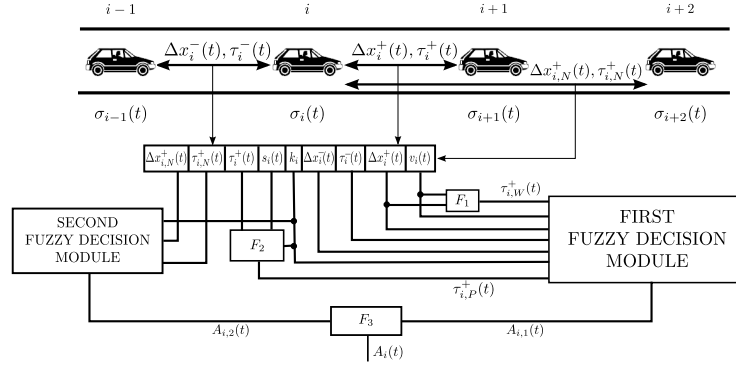 i − 1 i i + 1 i + 2
Δx_i^-(t), τ_i^-(t) Δx_i^+(t), τ_i^+(t) Δx_{i,N}^+(t), τ_{i,N}^+(t)
σ_{i−1}(t) σ_i(t) σ_{i+1}(t) σ_{i+2}(t)
Δx_{i,N}^+(t) τ_{i,N}^+(t) τ_i^+(t) s_i(t) k_i Δx_i^-(t) τ_i^-(t) Δx_i^+(t) v_i(t)
F_1
τ_{i,W}^+(t)
SECOND
FUZZY DECISION
MODULE
F_2
FIRST
FUZZY DECISION
MODULE
τ_{i,P}^+(t)
F_3
A_{i,2}(t) A_{i,1}(t)
A_i(t)